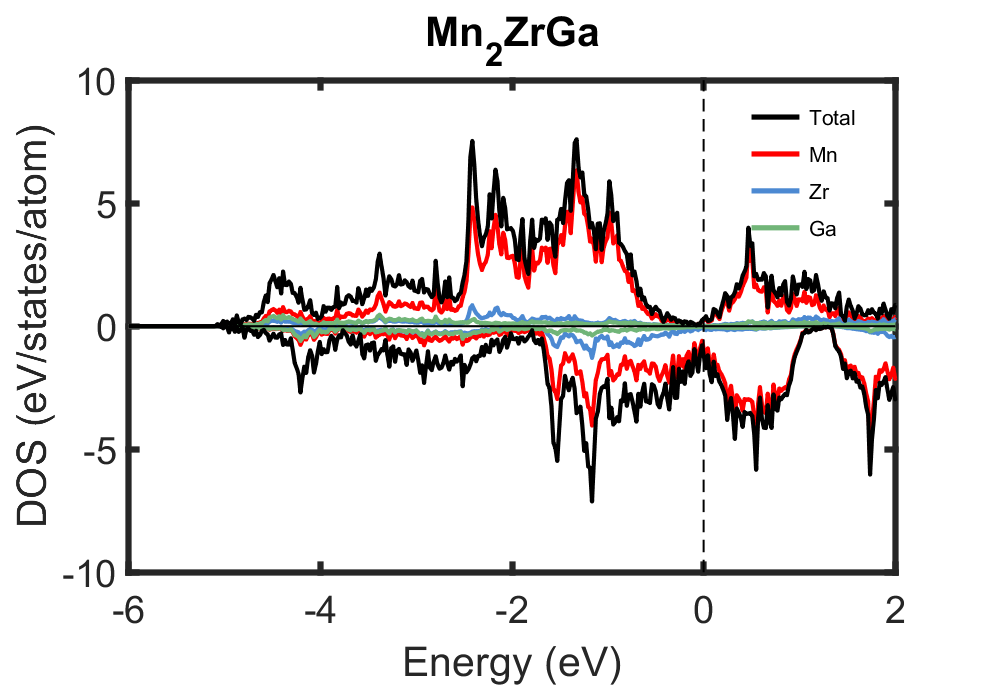 Mn2ZrGa
10
5
0
-5
-10
DOS (eV/states/atom)
Total
Mn
Zr
Ga
-6 -4 -2 0 2
Energy (eV)